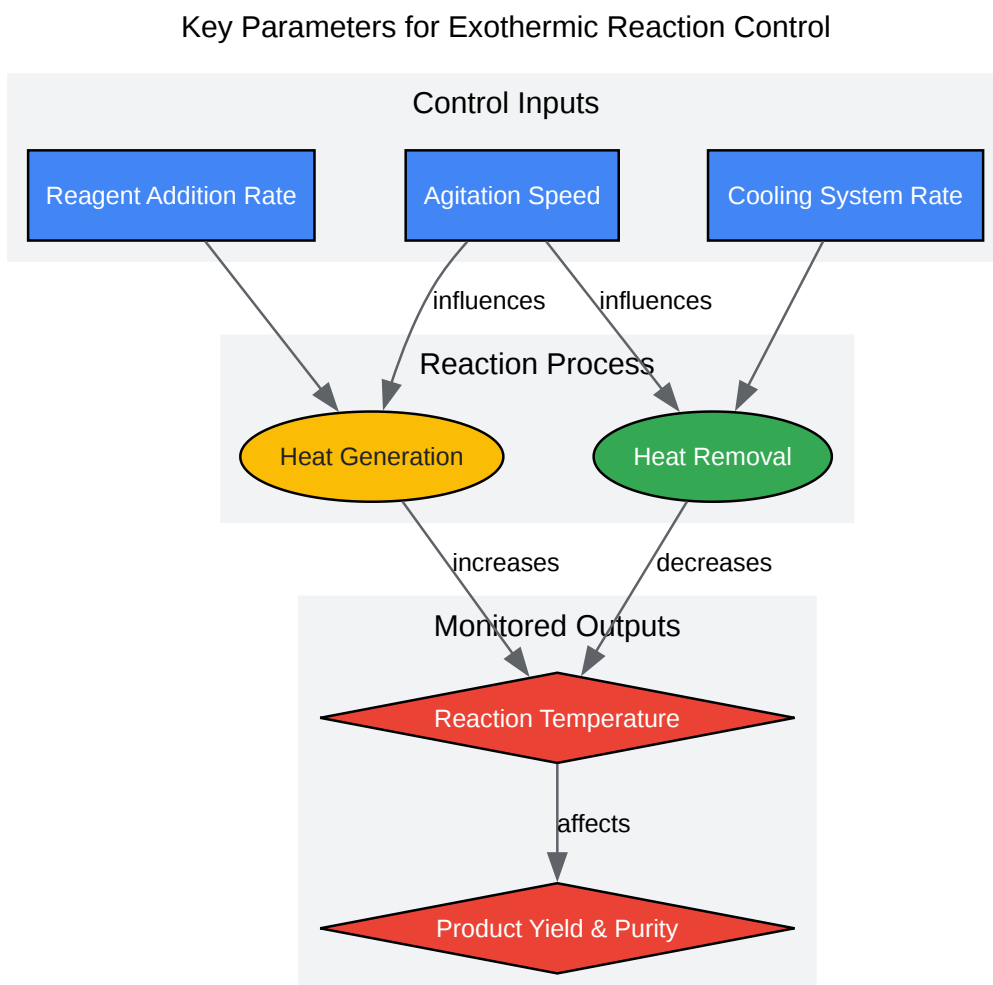 Key Parameters for Exothermic Reaction Control
Control Inputs
Reagent Addition Rate
Agitation Speed
Cooling System Rate
influences
influences
Reaction Process
Heat Generation
Heat Removal
increases
decreases
Monitored Outputs
Reaction Temperature
affects
Product Yield & Purity